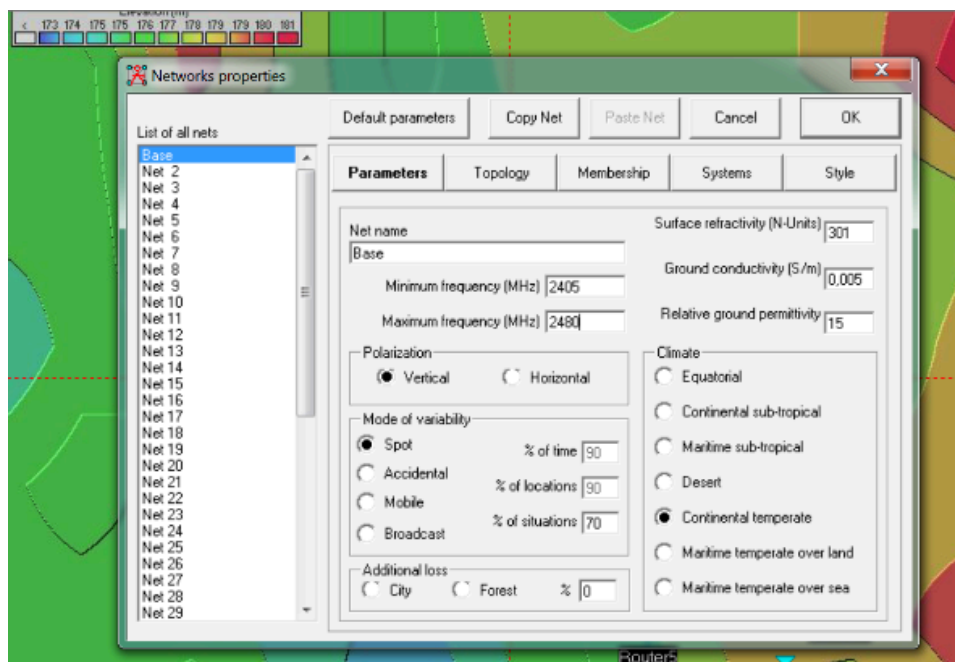 Elevation (m)
< 173 174 175 175 176 177 178 179 179 180 181
Networks properties
X
Default parameters Copy Net Paste Net Cancel OK
List of all nets
Base
Net 2
Net 3
Net 4
Net 5
Net 6
Net 7
Net 8
Net 9
Net 10
Net 11
Net 12
Net 13
Net 14
Net 15
Net 16
Net 17
Net 18
Net 19
Net 20
Net 21
Net 22
Net 23
Net 24
Net 25
Net 26
Net 27
Net 28
Net 29
Parameters Topology Membership Systems Style
Net name
Base
Minimum frequency (MHz) 2405
Maximum frequency (MHz) 2480
Surface refractivity (N-Units) 301
Ground conductivity (S/m) 0,005
Relative ground permittivity 15
Polarization
Vertical Horizontal
Mode of variability
Spot
Accidental
Mobile
Broadcast
% of time 90
% of locations 90
% of situations 70
Additional loss
City Forest % 0
Climate
Equatorial
Continental sub-tropical
Maritime sub-tropical
Desert
Continental temperate
Maritime temperate over land
Maritime temperate over sea
Router5